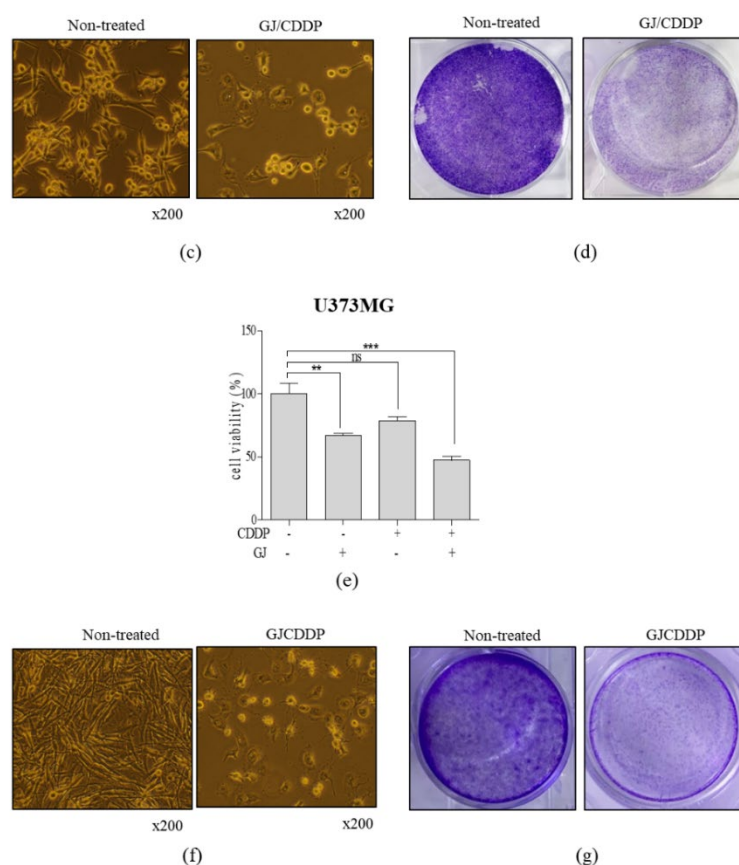 Non-treated GJ/CDDP Non-treated GJ/CDDP
x200 x200
(c) (d)
U373MG
cell viability (%)
150
100
50
0
***
ns
**
CDDP - - + +
GJ - + - +
(e)
Non-treated GJCDDP Non-treated GJCDDP
x200 x200
(f) (g)